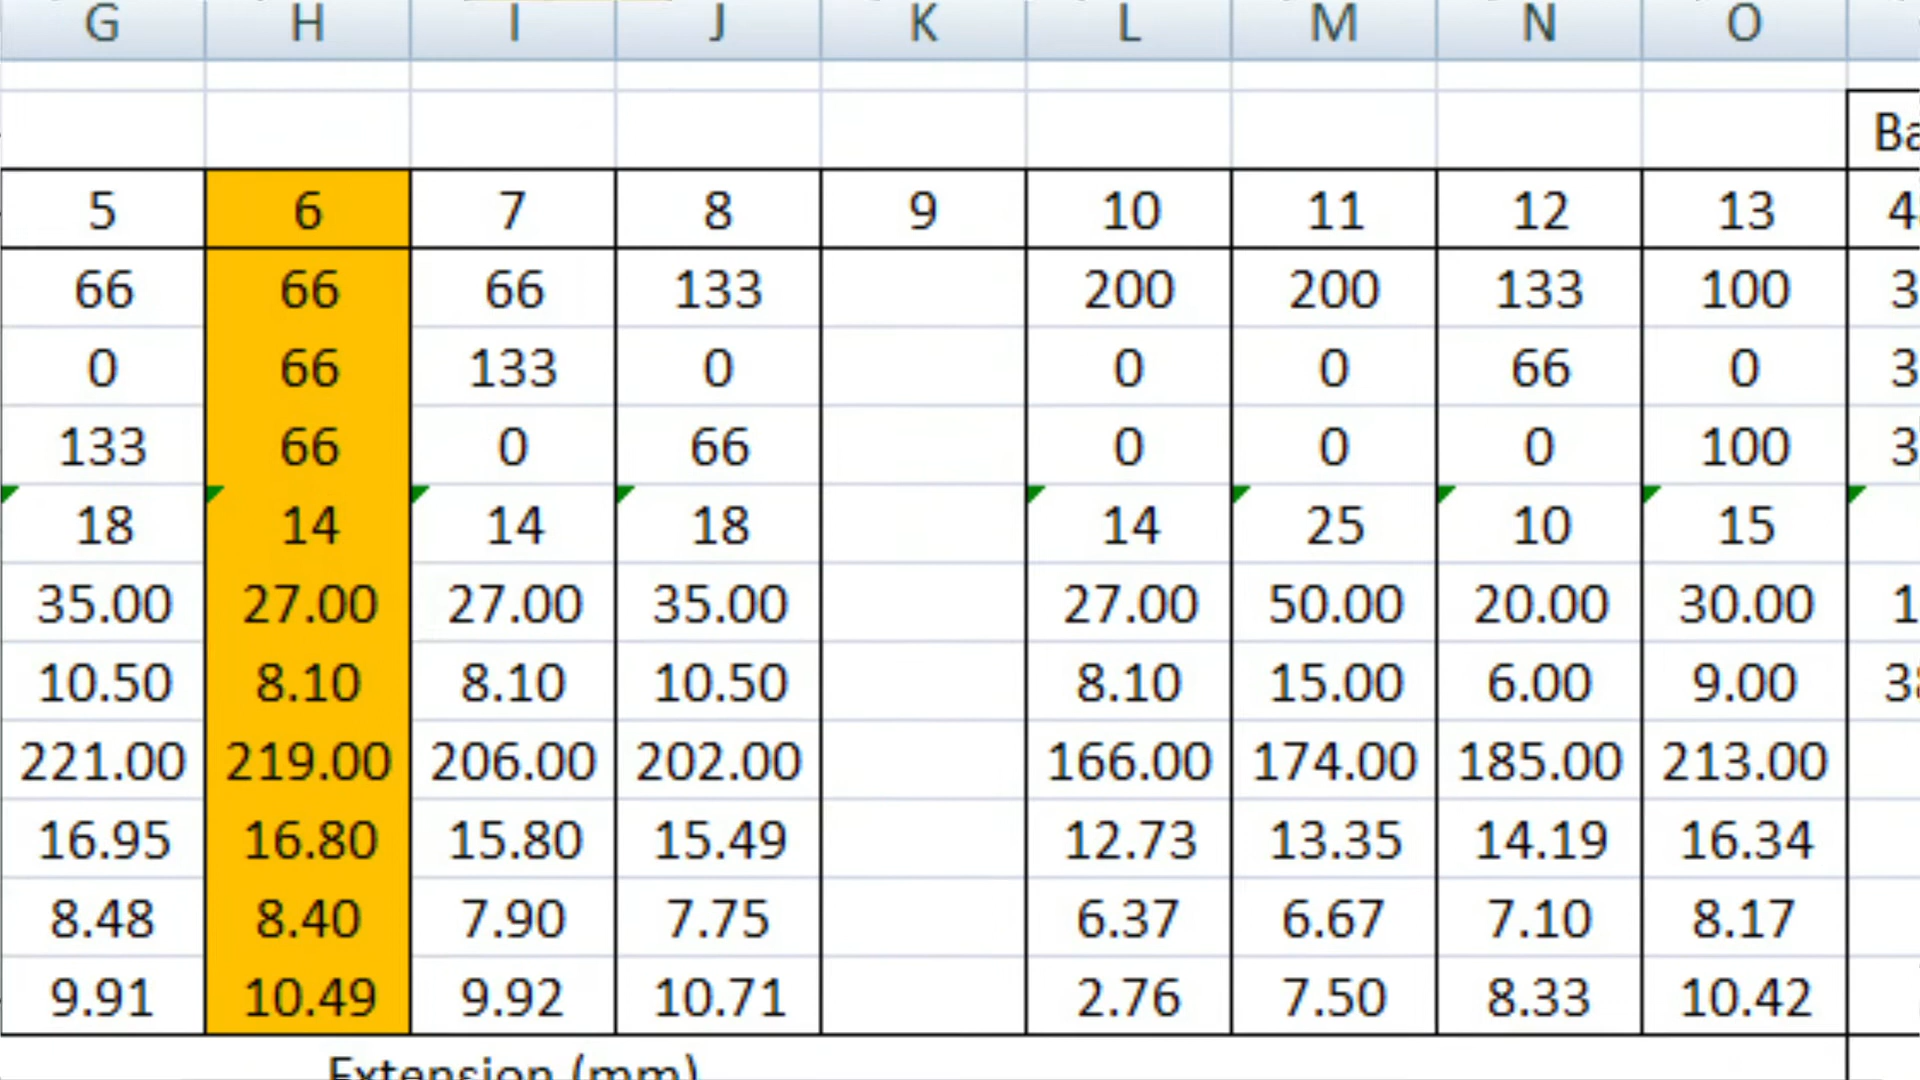 G H I J K L M N O
Ba
5 6 7 8 9 10 11 12 13 4
66 66 66 133 200 200 133 100 3
0 66 133 0 0 0 66 0 3
133 66 0 66 0 0 0 100 3
18 14 14 18 14 25 10 15
35.00 27.00 27.00 35.00 27.00 50.00 20.00 30.00 1
10.50 8.10 8.10 10.50 8.10 15.00 6.00 9.00 38
221.00 219.00 206.00 202.00 166.00 174.00 185.00 213.00
16.95 16.80 15.80 15.49 12.73 13.35 14.19 16.34
8.48 8.40 7.90 7.75 6.37 6.67 7.10 8.17
9.91 10.49 9.92 10.71 2.76 7.50 8.33 10.42
Extension (mm)